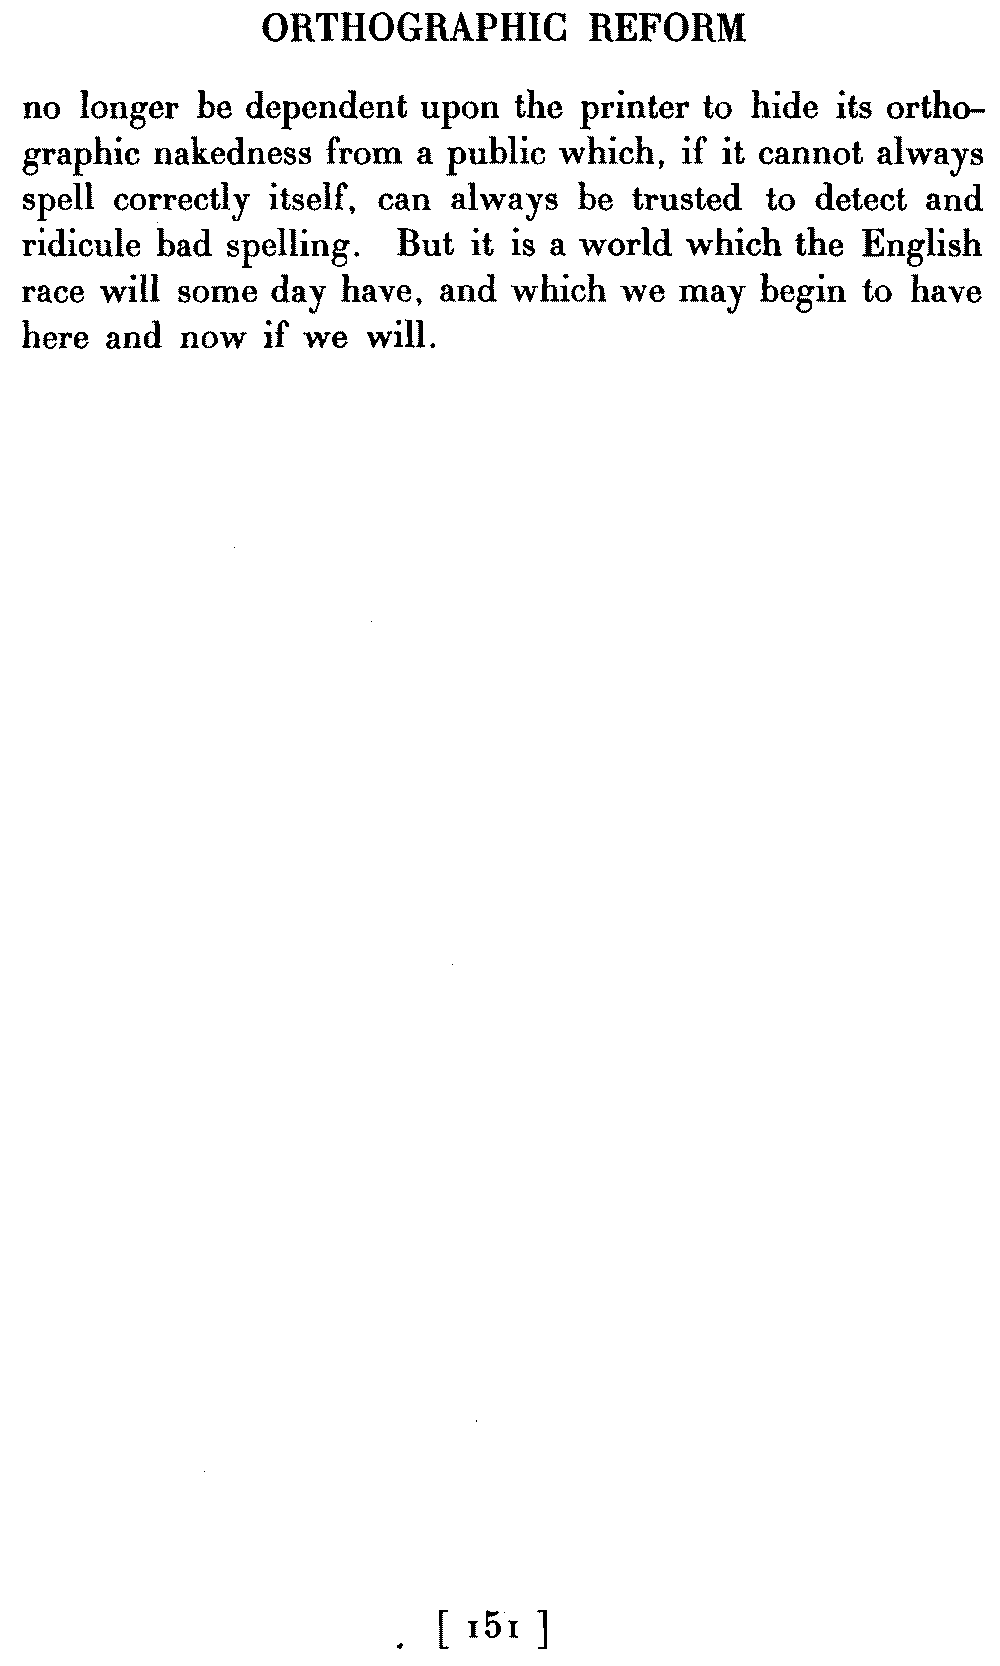 ORTHOGRAPHIC REFORM
no longer be dependent upon the printer to hide its ortho-
graphic nakedness from a public which, if it cannot always
spell correctly itself, can always be trusted to detect and
ridicule bad spelling. But it is a world which the English
race will some day have, and which we may begin to have
here and now if we will.
[ 151 ]